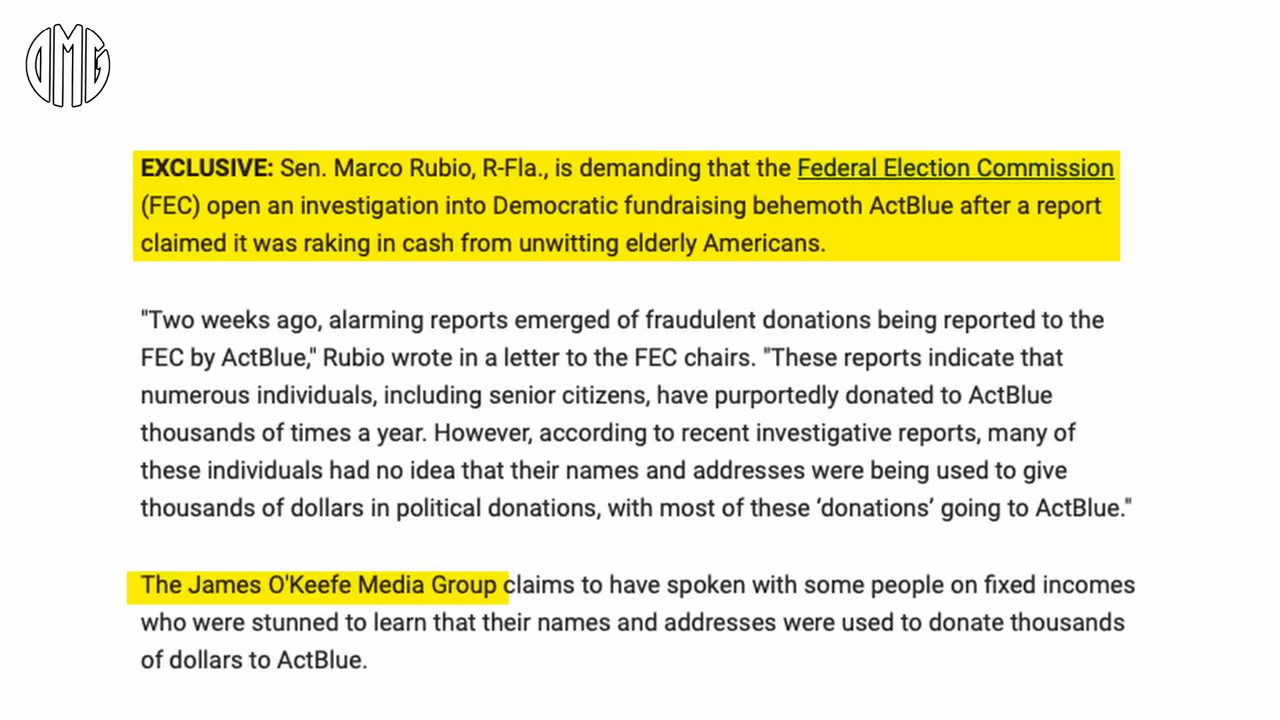 OMG
EXCLUSIVE: Sen. Marco Rubio, R-Fla., is demanding that the Federal Election Commission
(FEC) open an investigation into Democratic fundraising behemoth ActBlue after a report
claimed it was raking in cash from unwitting elderly Americans.
"Two weeks ago, alarming reports emerged of fraudulent donations being reported to the
FEC by ActBlue," Rubio wrote in a letter to the FEC chairs. "These reports indicate that
numerous individuals, including senior citizens, have purportedly donated to ActBlue
thousands of times a year. However, according to recent investigative reports, many of
these individuals had no idea that their names and addresses were being used to give
thousands of dollars in political donations, with most of these ‘donations’ going to ActBlue."
The James O'Keefe Media Group claims to have spoken with some people on fixed incomes
who were stunned to learn that their names and addresses were used to donate thousands
of dollars to ActBlue.